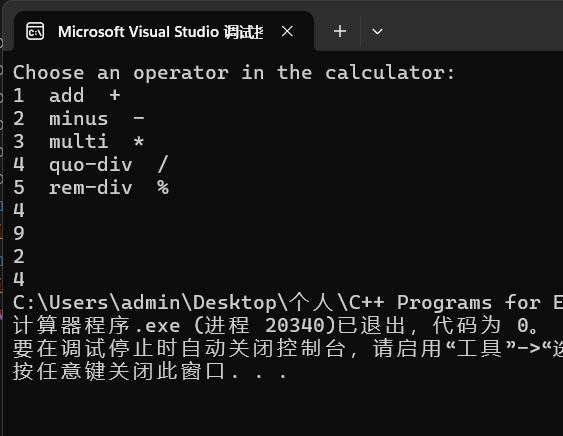 Microsoft Visual Studio 调试
Choose an operator in the calculator:
1  add  +
2  minus  -
3  multi  *
4  quo-div  /
5  rem-div  %
4
9
2
4
C:\Users\admin\Desktop\个人\C++ Programs for E
计算器程序.exe (进程 20340)已退出，代码为 0。
要在调试停止时自动关闭控制台，请启用“工具”->“选
按任意键关闭此窗口. . .